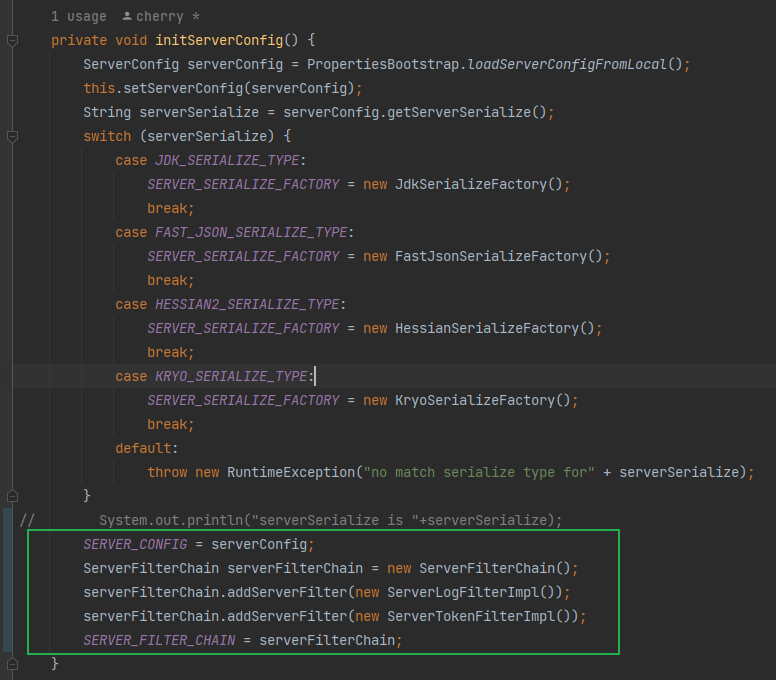 1 usage cherry *
private void initServerConfig() {
ServerConfig serverConfig = PropertiesBootstrap.loadServerConfigFromLocal();
this.setServerConfig(serverConfig);
String serverSerialize = serverConfig.getServerSerialize();
switch (serverSerialize) {
case JDK_SERIALIZE_TYPE:
SERVER_SERIALIZE_FACTORY = new JdkSerializeFactory();
break;
case FAST_JSON_SERIALIZE_TYPE:
SERVER_SERIALIZE_FACTORY = new FastJsonSerializeFactory();
break;
case HESSIAN2_SERIALIZE_TYPE:
SERVER_SERIALIZE_FACTORY = new HessianSerializeFactory();
break;
case KRYO_SERIALIZE_TYPE:
SERVER_SERIALIZE_FACTORY = new KryoSerializeFactory();
break;
default:
throw new RuntimeException("no match serialize type for" + serverSerialize);
}
// System.out.println("serverSerialize is "+serverSerialize);
SERVER_CONFIG = serverConfig;
ServerFilterChain serverFilterChain = new ServerFilterChain();
serverFilterChain.addServerFilter(new ServerLogFilterImpl());
serverFilterChain.addServerFilter(new ServerTokenFilterImpl());
SERVER_FILTER_CHAIN = serverFilterChain;
}